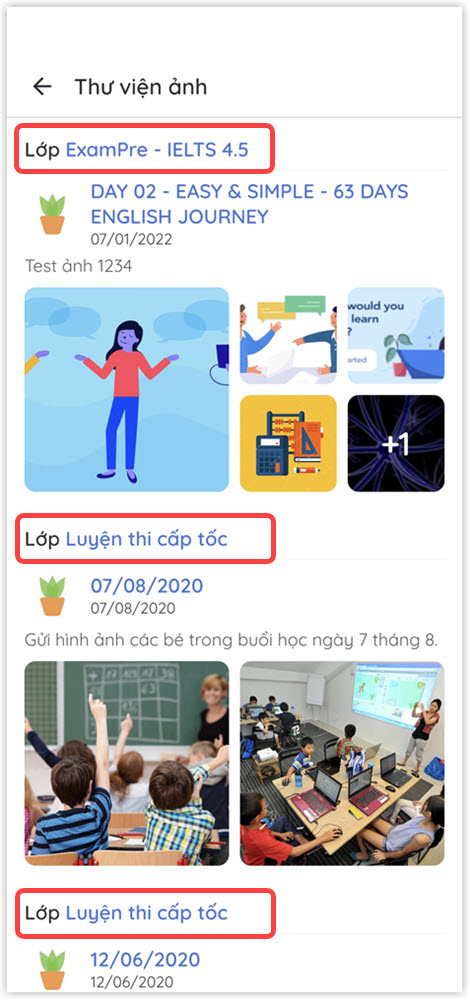 Thư viện ảnh
Lớp ExamPre - IELTS 4.5
DAY 02 - EASY & SIMPLE - 63 DAYS
ENGLISH JOURNEY
07/01/2022
Test ảnh 1234
would you
learn
?
arted
+1
Lớp Luyện thi cấp tốc
07/08/2020
07/08/2020
Gửi hình ảnh các bé trong buổi học ngày 7 tháng 8.
Lớp Luyện thi cấp tốc
12/06/2020
12/06/2020